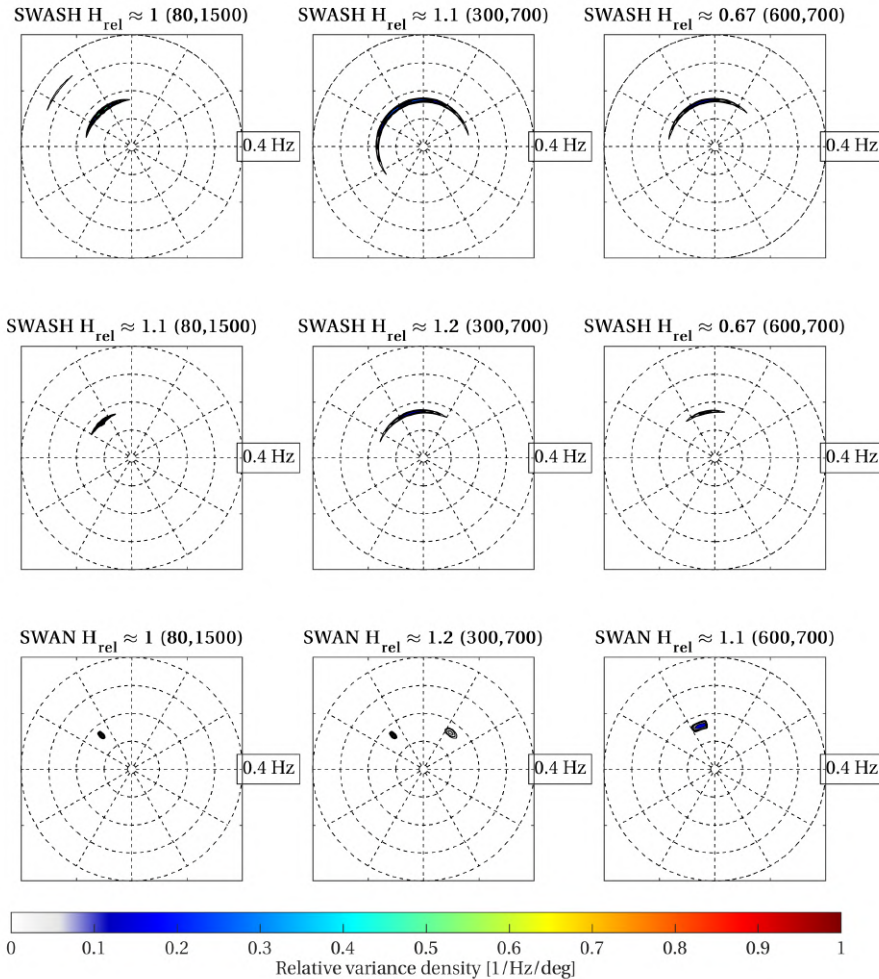 SWASH H_rel ≈ 1 (80,1500)
SWASH H_rel ≈ 1.1 (300,700)
SWASH H_rel ≈ 0.67 (600,700)
0.4 Hz
0.4 Hz
0.4 Hz
SWASH H_rel ≈ 1.1 (80,1500)
SWASH H_rel ≈ 1.2 (300,700)
SWASH H_rel ≈ 0.67 (600,700)
0.4 Hz
0.4 Hz
0.4 Hz
SWAN H_rel ≈ 1 (80,1500)
SWAN H_rel ≈ 1.2 (300,700)
SWAN H_rel ≈ 1.1 (600,700)
0.4 Hz
0.4 Hz
0.4 Hz
0 0.1 0.2 0.3 0.4 0.5 0.6 0.7 0.8 0.9 1
Relative variance density [1/Hz/deg]